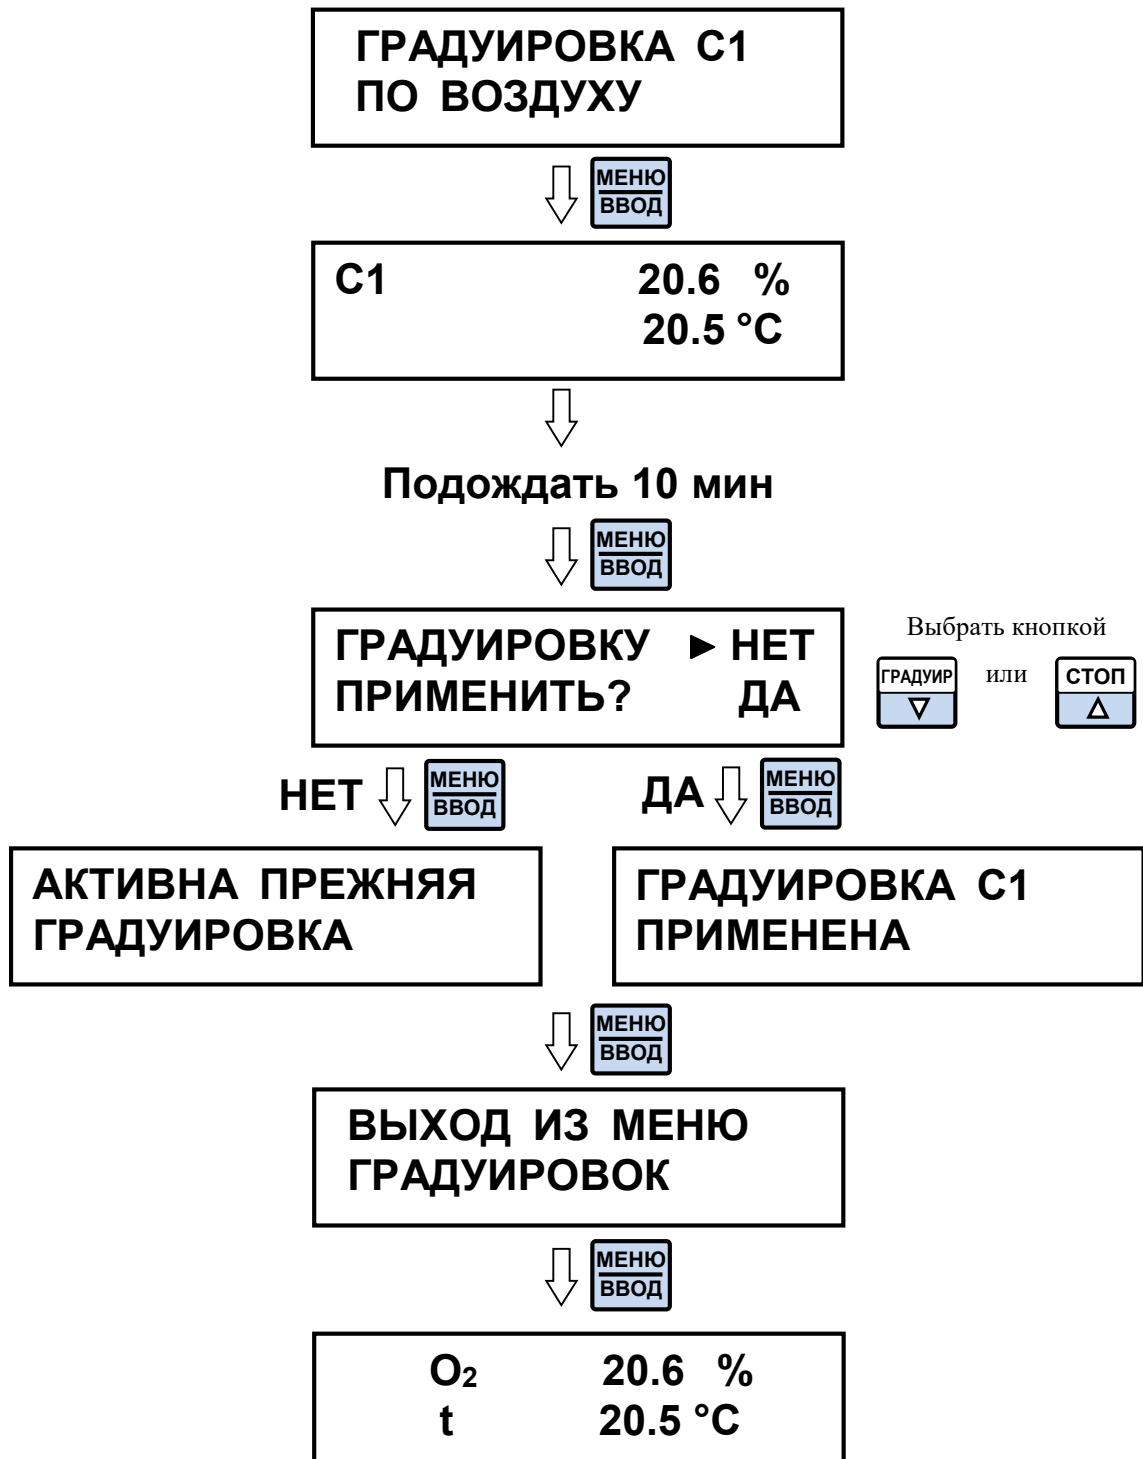 ГРАДУИРОВКА С1
ПО ВОЗДУХУ
МЕНЮ
ВВОД
С1 20.6 %
20.5 °С
Подождать 10 мин
МЕНЮ
ВВОД
ГРАДУИРОВКУ ► НЕТ
ПРИМЕНИТЬ? ДА
Выбрать кнопкой
ГРАДУИР или СТОП
НЕТ
МЕНЮ
ВВОД
ДА
МЕНЮ
ВВОД
АКТИВНА ПРЕЖНЯЯ
ГРАДУИРОВКА
ГРАДУИРОВКА С1
ПРИМЕНЕНА
МЕНЮ
ВВОД
ВЫХОД ИЗ МЕНЮ
ГРАДУИРОВОК
МЕНЮ
ВВОД
O₂ 20.6 %
t 20.5 °С